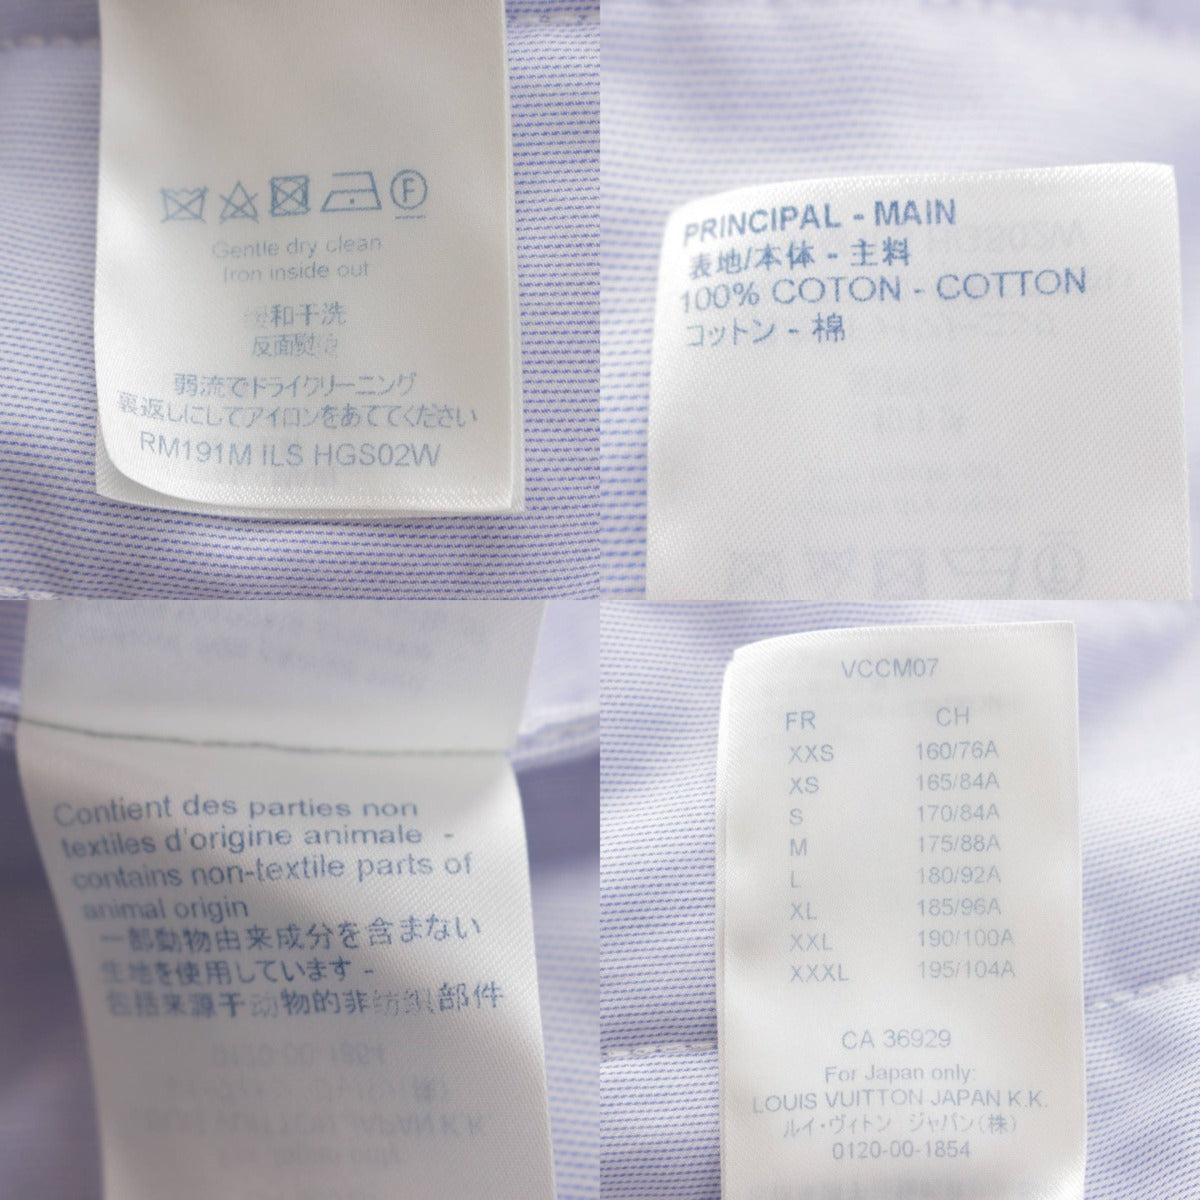 F
Gentle dry clean
Iron inside out
缓和干洗
反面熨烫
弱流でドライクリーニング
裏返しにしてアイロンをあててください
RM191M ILS HGS02W
PRINCIPAL - MAIN
表地/本体 - 主料
100% COTON - COTTON
コットン - 棉
Contient des parties non
textiles d'origine animale -
contains non-textile parts of
animal origin
一部動物由来成分を含まない
生地を使用しています -
包括来源于动物的非纺织部件
VCCM07
FR CH
XXS 160/76A
XS 165/84A
S 170/84A
M 175/88A
L 180/92A
XL 185/96A
XXL 190/100A
XXXL 195/104A
CA 36929
For Japan only:
LOUIS VUITTON JAPAN K.K.
ルイ・ヴィトン ジャパン(株)
0120-00-1854